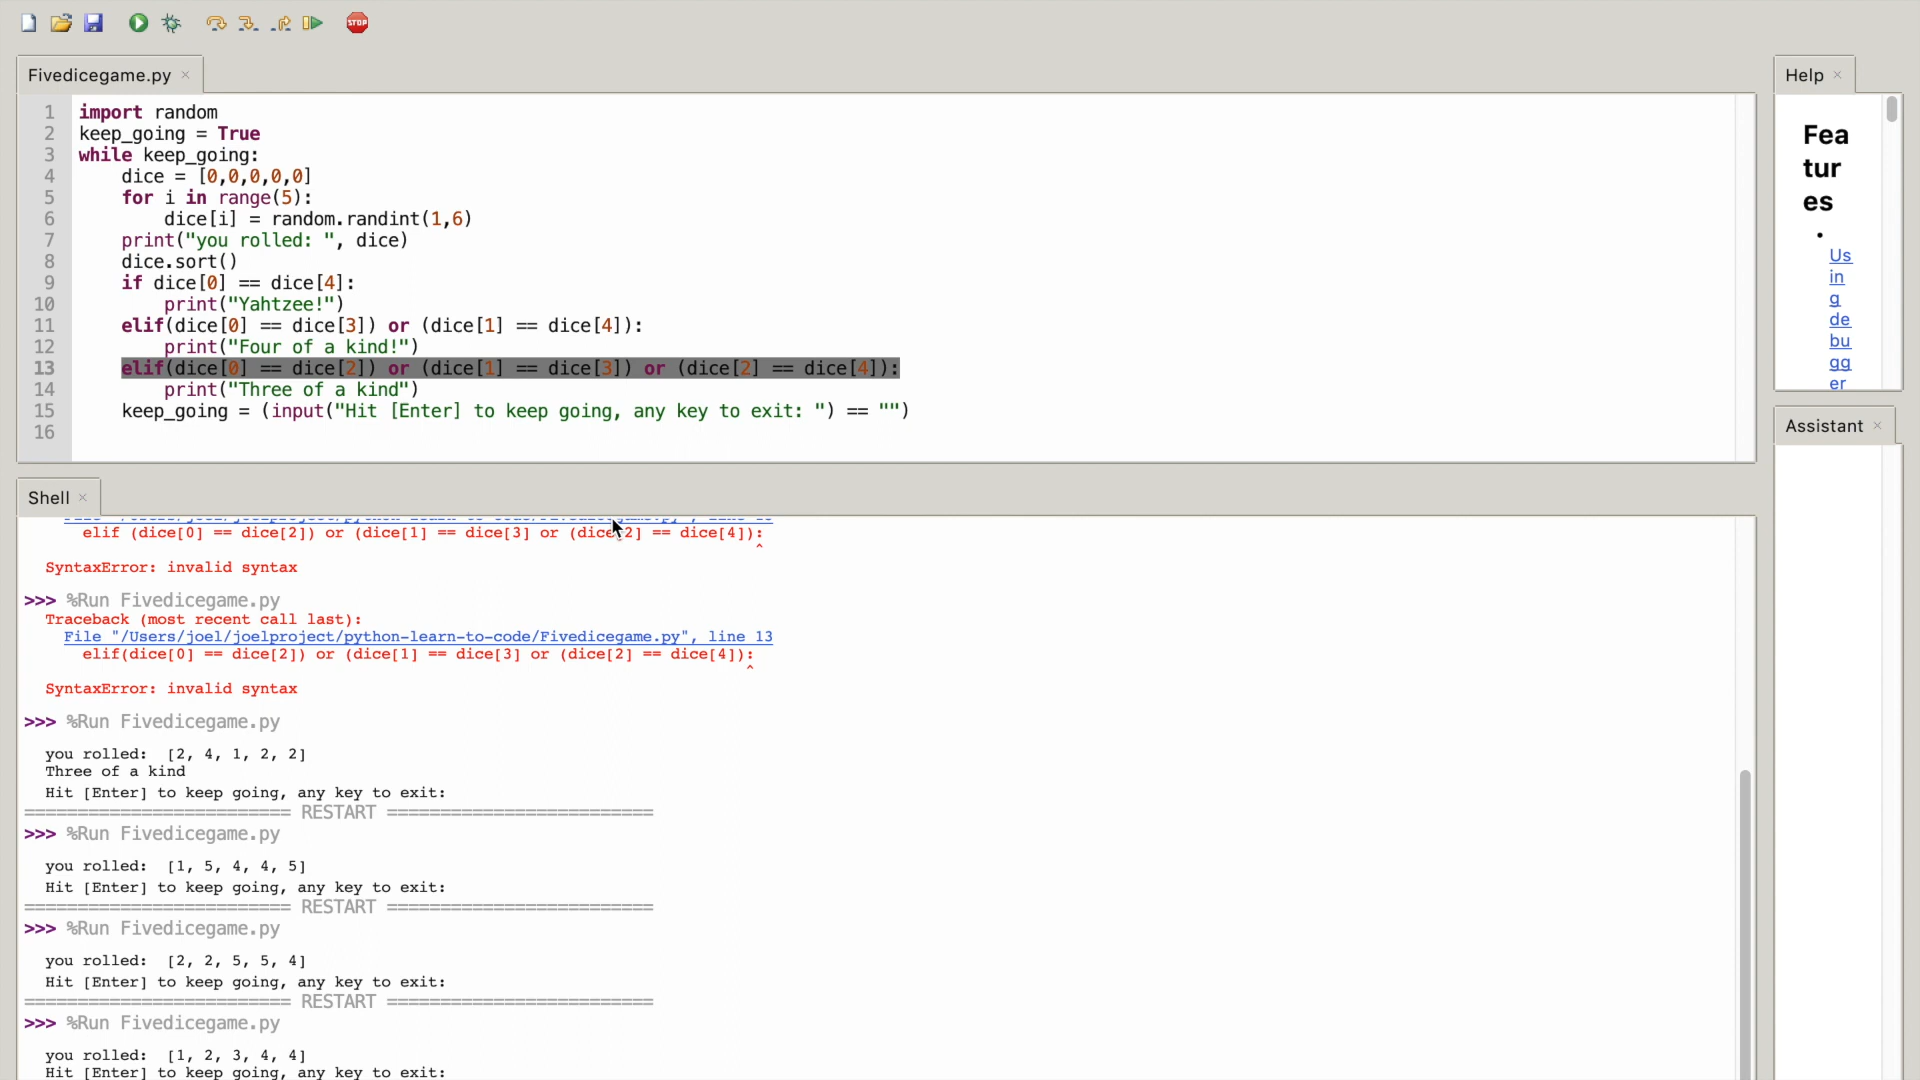 STOP
Fivedicegame.py ×
1 import random
2 keep_going = True
3 while keep_going:
4 dice = [0,0,0,0,0]
5 for i in range(5):
6 dice[i] = random.randint(1,6)
7 print("you rolled: ", dice)
8 dice.sort()
9 if dice[0] == dice[4]:
10 print("Yahtzee!")
11 elif(dice[0] == dice[3]) or (dice[1] == dice[4]):
12 print("Four of a kind!")
13 elif(dice[0] == dice[2]) or (dice[1] == dice[3]) or (dice[2] == dice[4]):
14 print("Three of a kind")
15 keep_going = (input("Hit [Enter] to keep going, any key to exit: ") == "")
16
Shell ×
elif (dice[0] == dice[2]) or (dice[1] == dice[3] or (dice[2] == dice[4]):
^
SyntaxError: invalid syntax
>>> %Run Fivedicegame.py
Traceback (most recent call last):
File "/Users/joel/joelproject/python-learn-to-code/Fivedicegame.py", line 13
elif(dice[0] == dice[2]) or (dice[1] == dice[3] or (dice[2] == dice[4]):
^
SyntaxError: invalid syntax
>>> %Run Fivedicegame.py
you rolled:  [2, 4, 1, 2, 2]
Three of a kind
Hit [Enter] to keep going, any key to exit:
========================= RESTART =========================
>>> %Run Fivedicegame.py
you rolled:  [1, 5, 4, 4, 5]
Hit [Enter] to keep going, any key to exit:
========================= RESTART =========================
>>> %Run Fivedicegame.py
you rolled:  [2, 2, 5, 5, 4]
Hit [Enter] to keep going, any key to exit:
========================= RESTART =========================
>>> %Run Fivedicegame.py
you rolled:  [1, 2, 3, 4, 4]
Hit [Enter] to keep going, any key to exit:
Help ×
Fea
tur
es
•
Us
in
g
de
bu
gg
er
Assistant ×